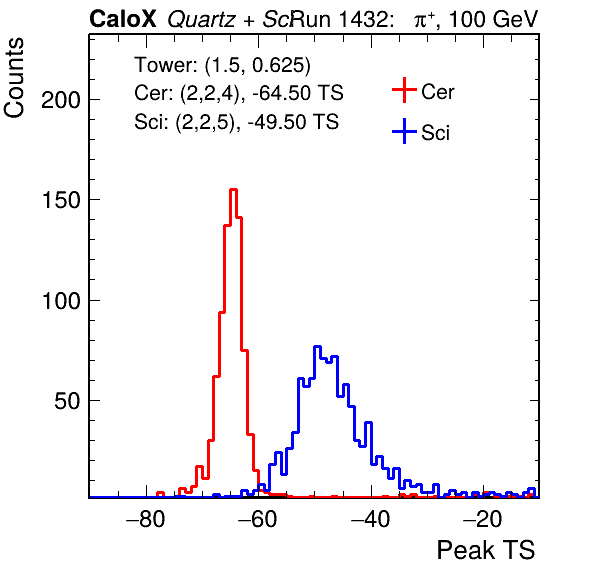 CaloX Quartz + ScRun 1432: π⁺, 100 GeV
Counts
Tower: (1.5, 0.625)
Cer: (2,2,4), -64.50 TS
Sci: (2,2,5), -49.50 TS
Cer
Sci
200
150
100
50
−80 −60 −40 −20
Peak TS